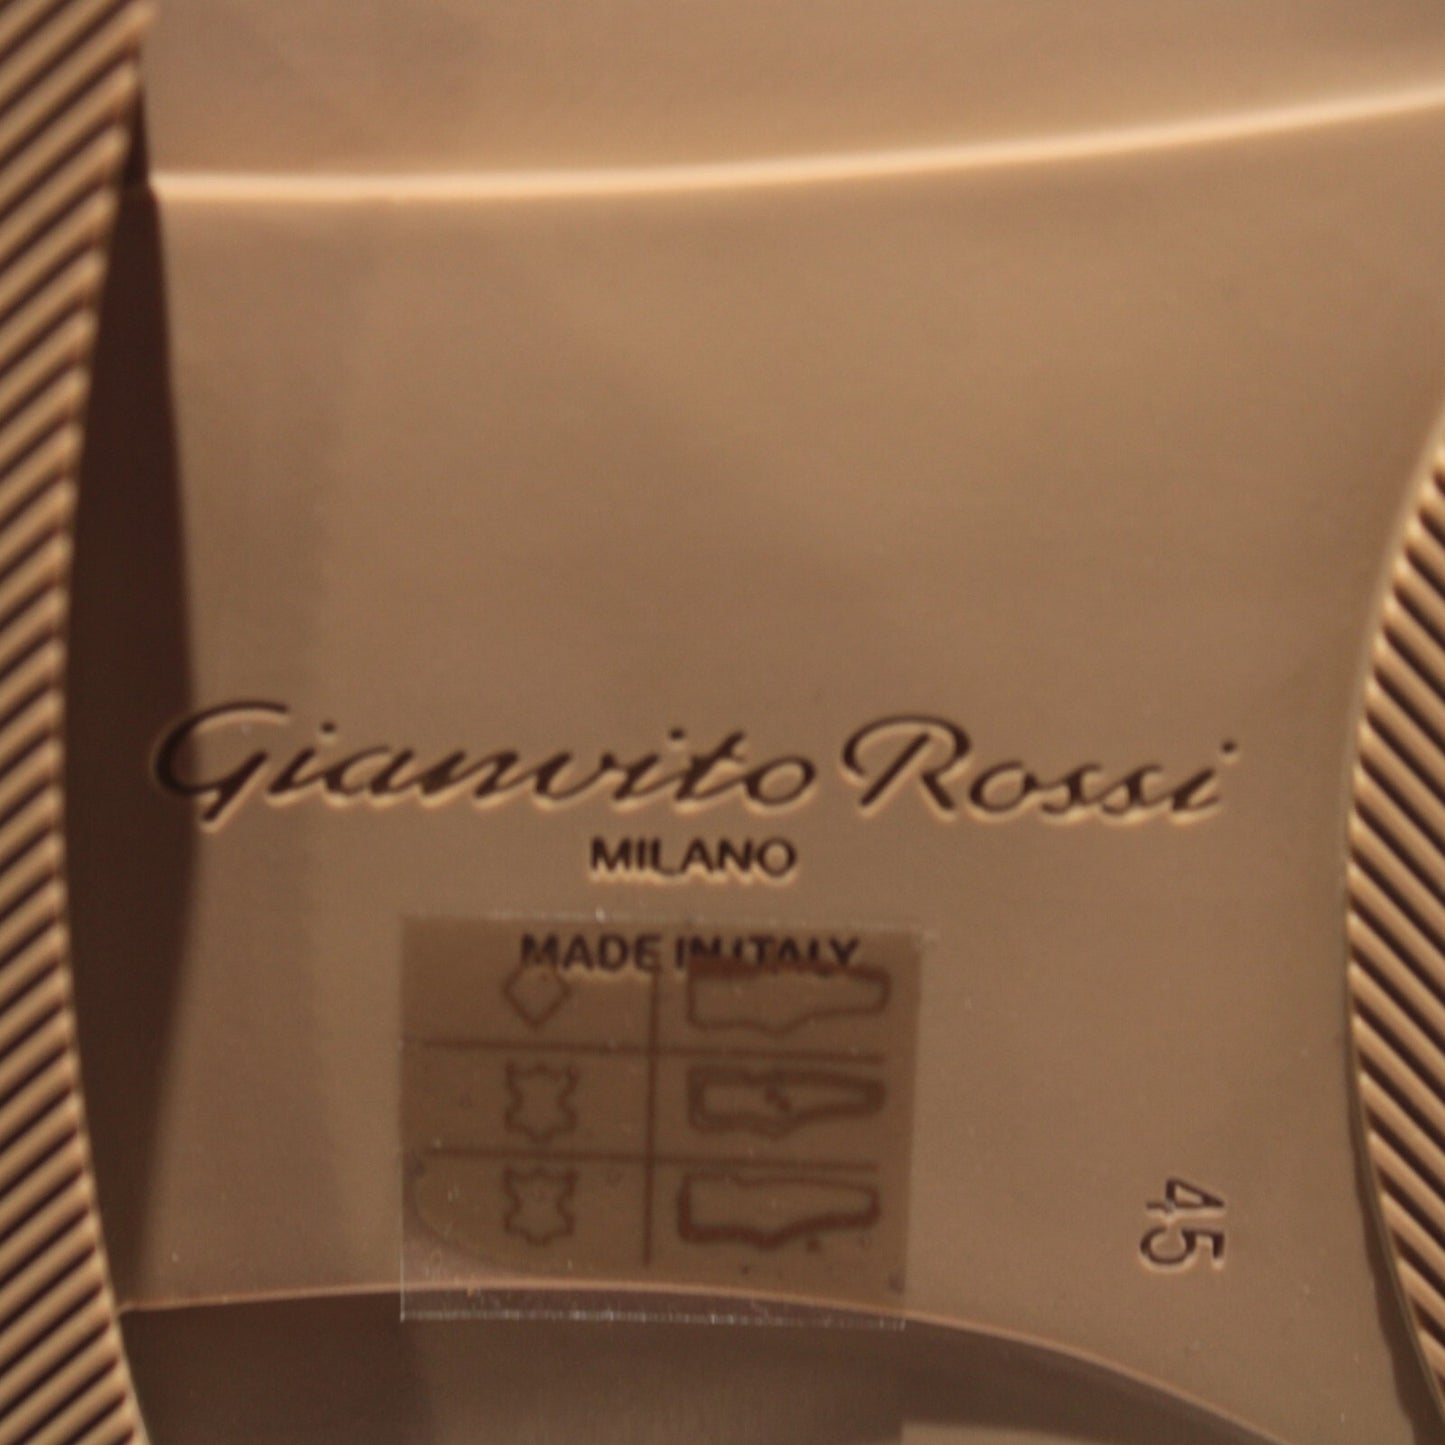 Gianvito Rossi
MILANO
MADE IN ITALY
45